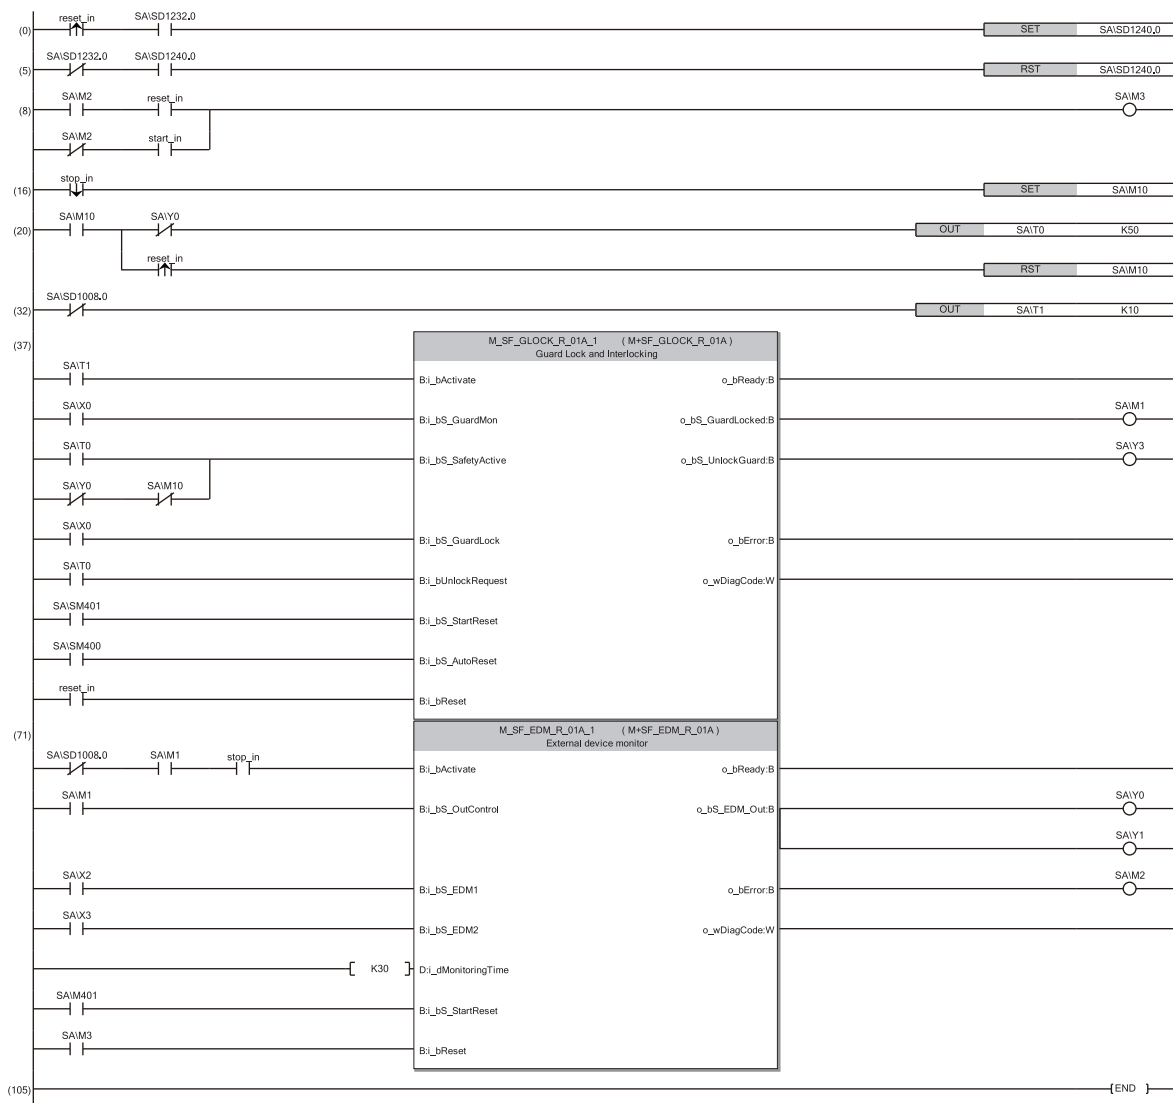 reset_in SA\SD1232.0
(0) SET SA\SD1240.0
SA\SD1232.0 SA\SD1240.0
(5) RST SA\SD1240.0
SA\M2 reset_in SA\M3
(8)
SA\M2 start_in
stop_in
(16) SET SA\M10
SA\M10 SA\Y0
(20) OUT SA\T0 K50
reset_in
RST SA\M10
SA\SD1008.0
(32) OUT SA\T1 K10
(37) M_SF_GLOCK_R_01A_1 (M+SF_GLOCK_R_01A)
Guard Lock and Interlocking
SA\T1
B:i_bActivate o_bReady:B
SA\X0 SA\M1
B:i_bS_GuardMon o_bS_GuardLocked:B
SA\T0 SA\Y3
B:i_bS_SafetyActive o_bS_UnlockGuard:B
SA\Y0 SA\M10
SA\X0
B:i_bS_GuardLock o_bError:B
SA\T0
B:i_bUnlockRequest o_wDiagCode:W
SA\SM401
B:i_bS_StartReset
SA\SM400
B:i_bS_AutoReset
reset_in
B:i_bReset
(71) M_SF_EDM_R_01A_1 (M+SF_EDM_R_01A)
External device monitor
SA\SD1008.0 SA\M1 stop_in
B:i_bActivate o_bReady:B
SA\M1 SA\Y0
B:i_bS_OutControl o_bS_EDM_Out:B
SA\Y1
SA\X2 SA\M2
B:i_bS_EDM1 o_bError:B
SA\X3
B:i_bS_EDM2 o_wDiagCode:W
K30 D:i_dMonitoringTime
SA\M401
B:i_bS_StartReset
SA\M3
B:i_bReset
(105) END